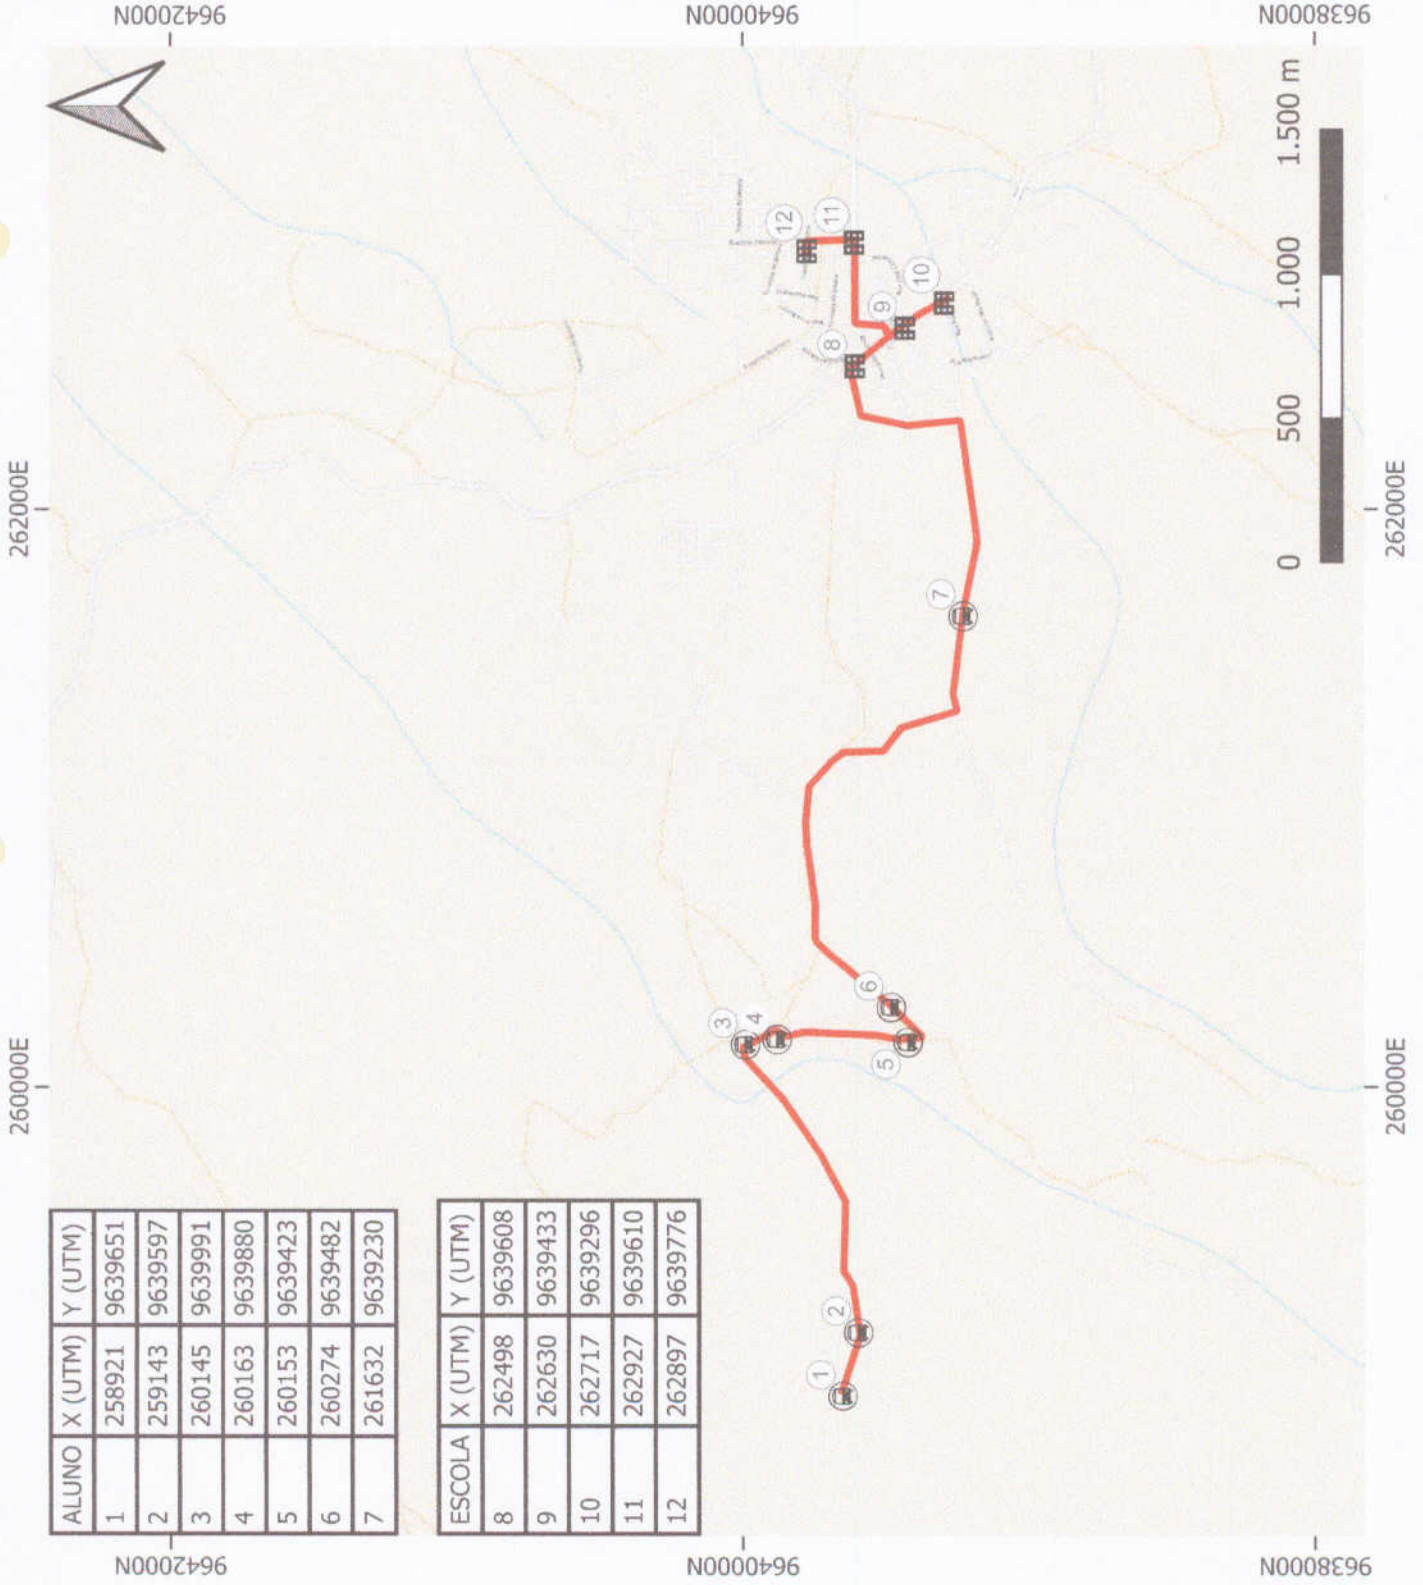 ALUNO X (UTM) Y (UTM)
1 258921 9639651
2 259143 9639597
3 260145 9639991
4 260163 9639880
5 260153 9639423
6 260274 9639482
7 261632 9639230
ESCOLA X (UTM) Y (UTM)
8 262498 9639608
9 262630 9639433
10 262717 9639296
11 262927 9639610
12 262897 9639776
260000E
262000E
9642000N
9640000N
9638000N
9642000N
9640000N
9638000N
260000E
262000E
1
2
3
4
5
6
7
8
9
10
11
12
0 500 1.000 1.500 m